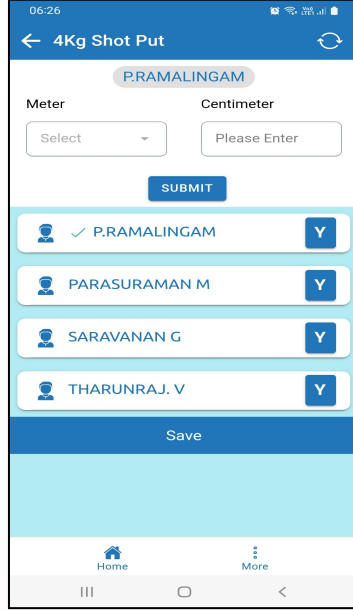 06:26
4Kg Shot Put
P.RAMALINGAM
Meter Centimeter
Select Please Enter
SUBMIT
P.RAMALINGAM Y
PARASURAMAN M Y
SARAVANAN G Y
THARUNRAJ. V Y
Save
Home More